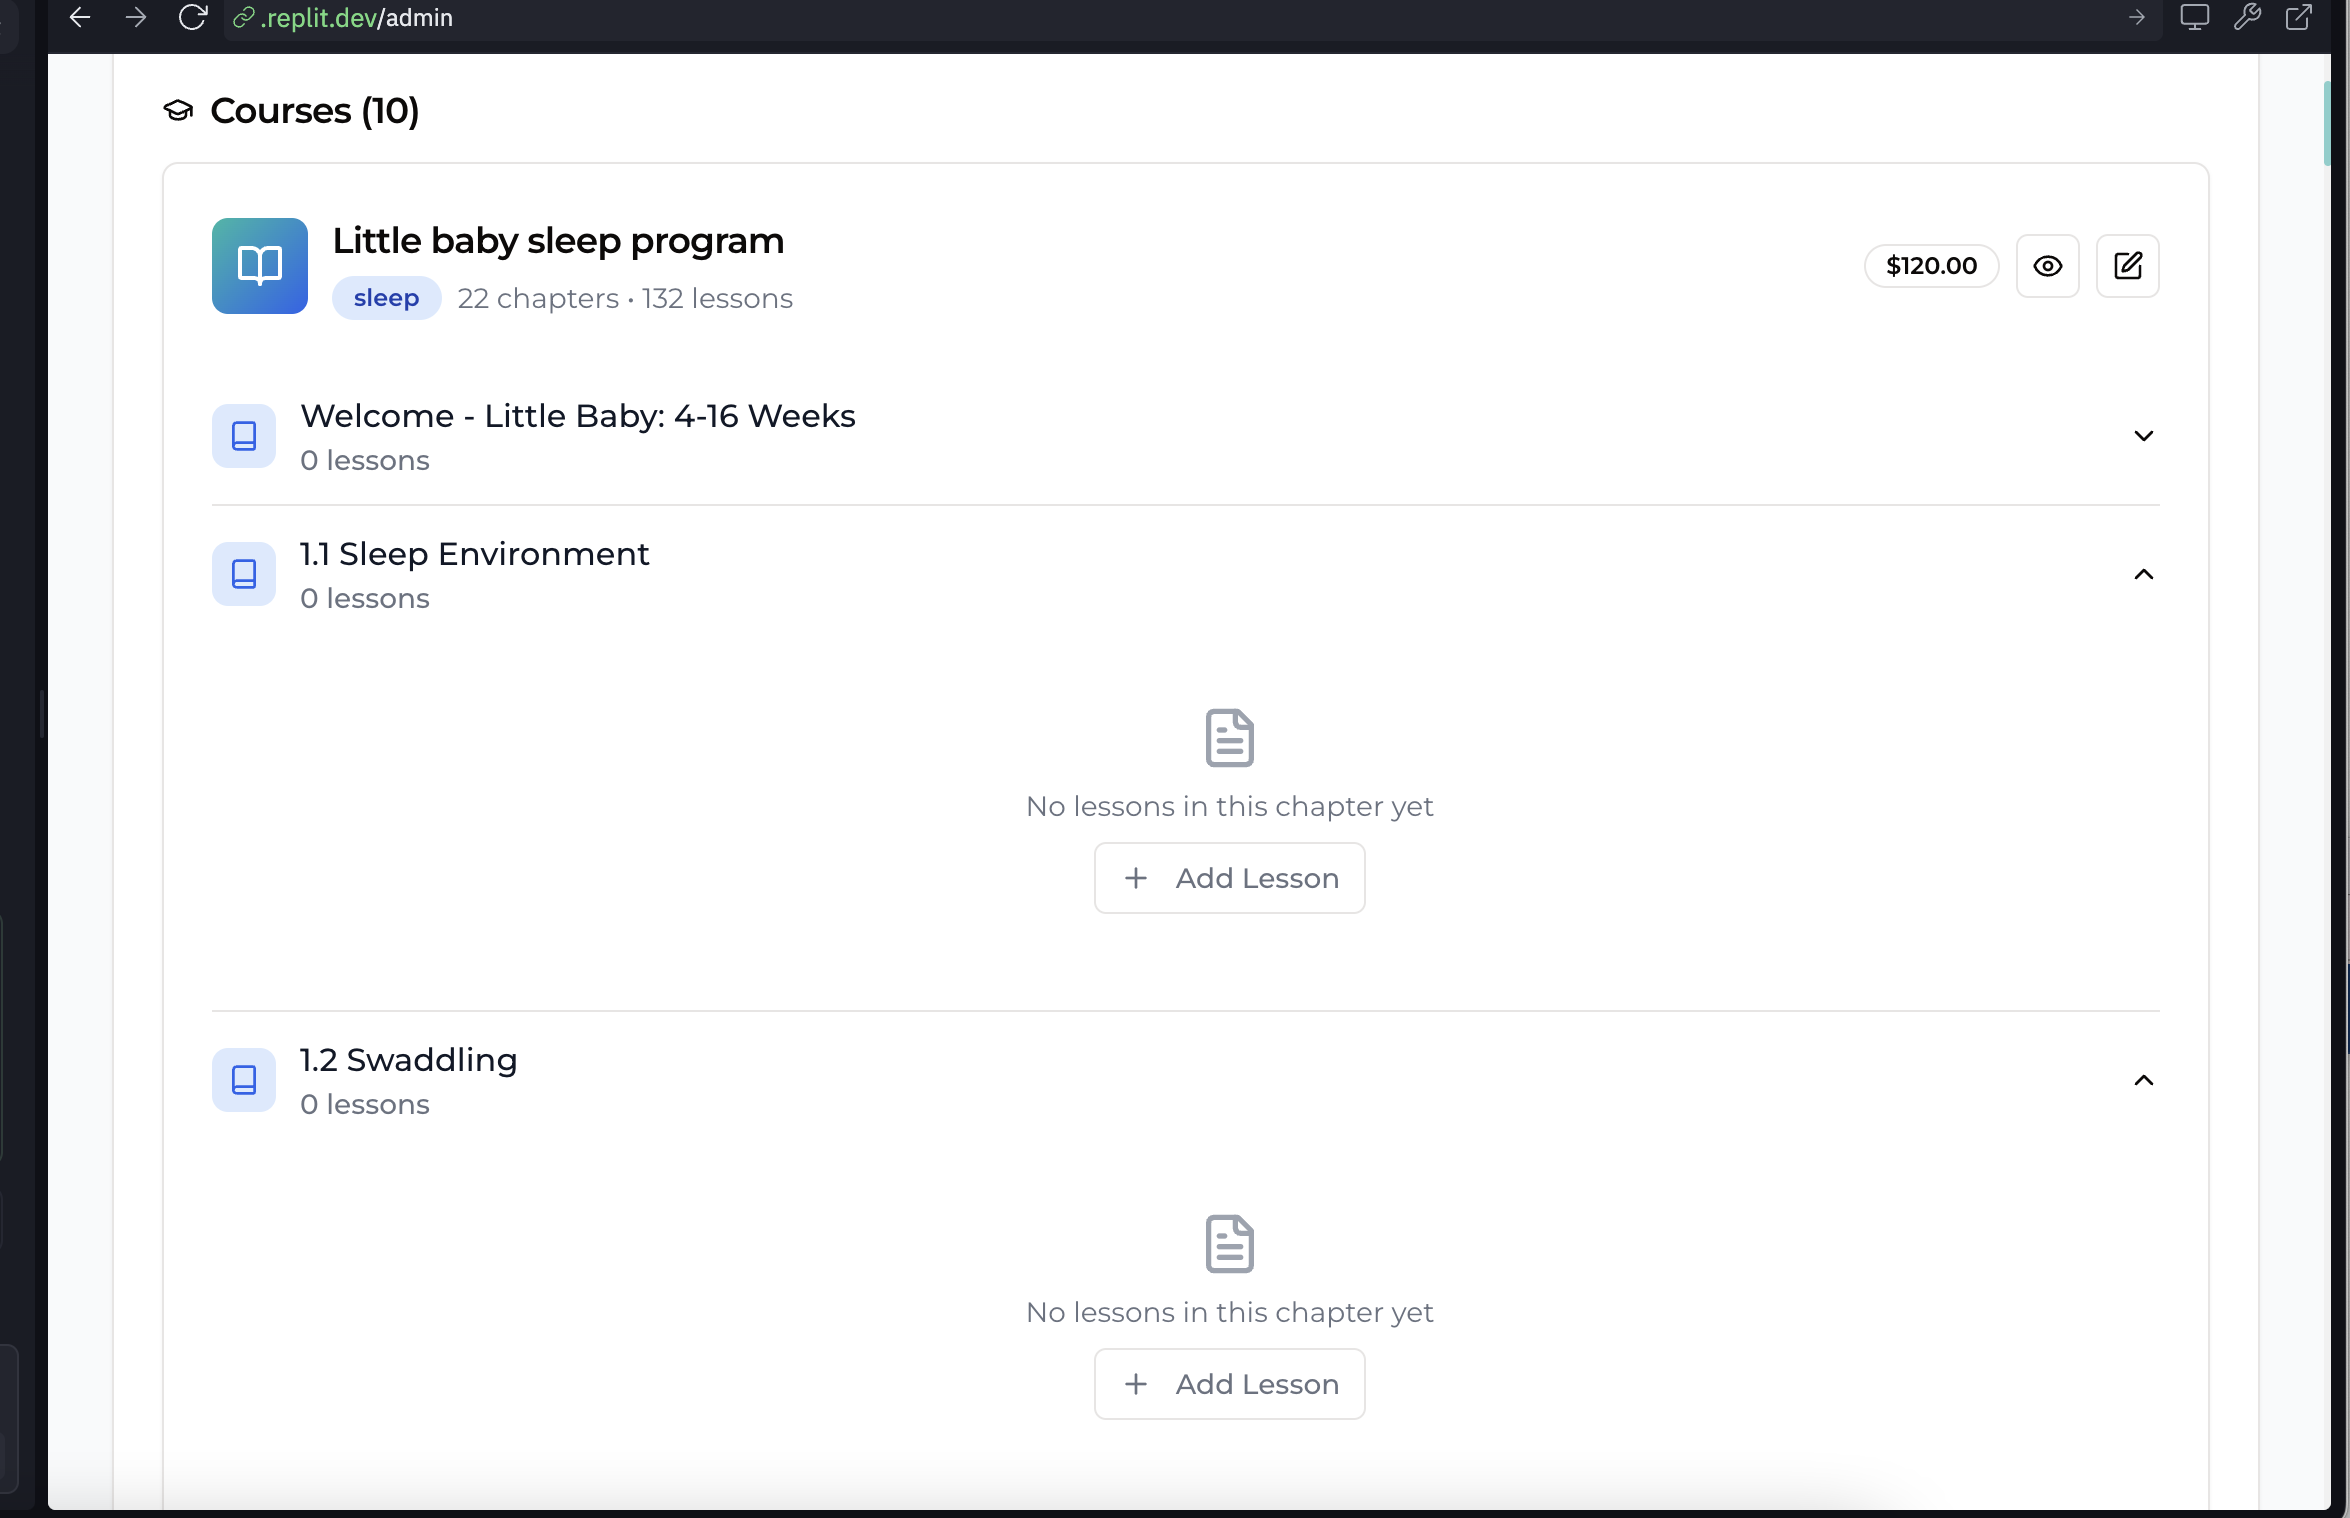 .replit.dev/admin
Courses (10)
Little baby sleep program
sleep 22 chapters • 132 lessons
$120.00
Welcome - Little Baby: 4-16 Weeks
0 lessons
1.1 Sleep Environment
0 lessons
No lessons in this chapter yet
+ Add Lesson
1.2 Swaddling
0 lessons
No lessons in this chapter yet
+ Add Lesson